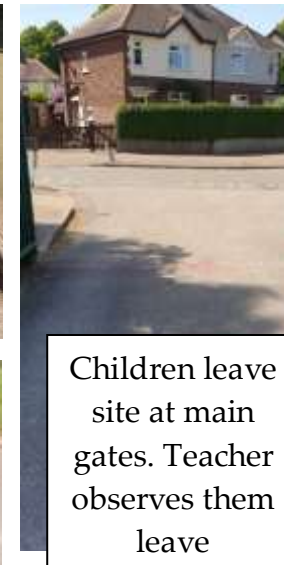 Children leave
site at main
gates. Teacher
observes them
leave